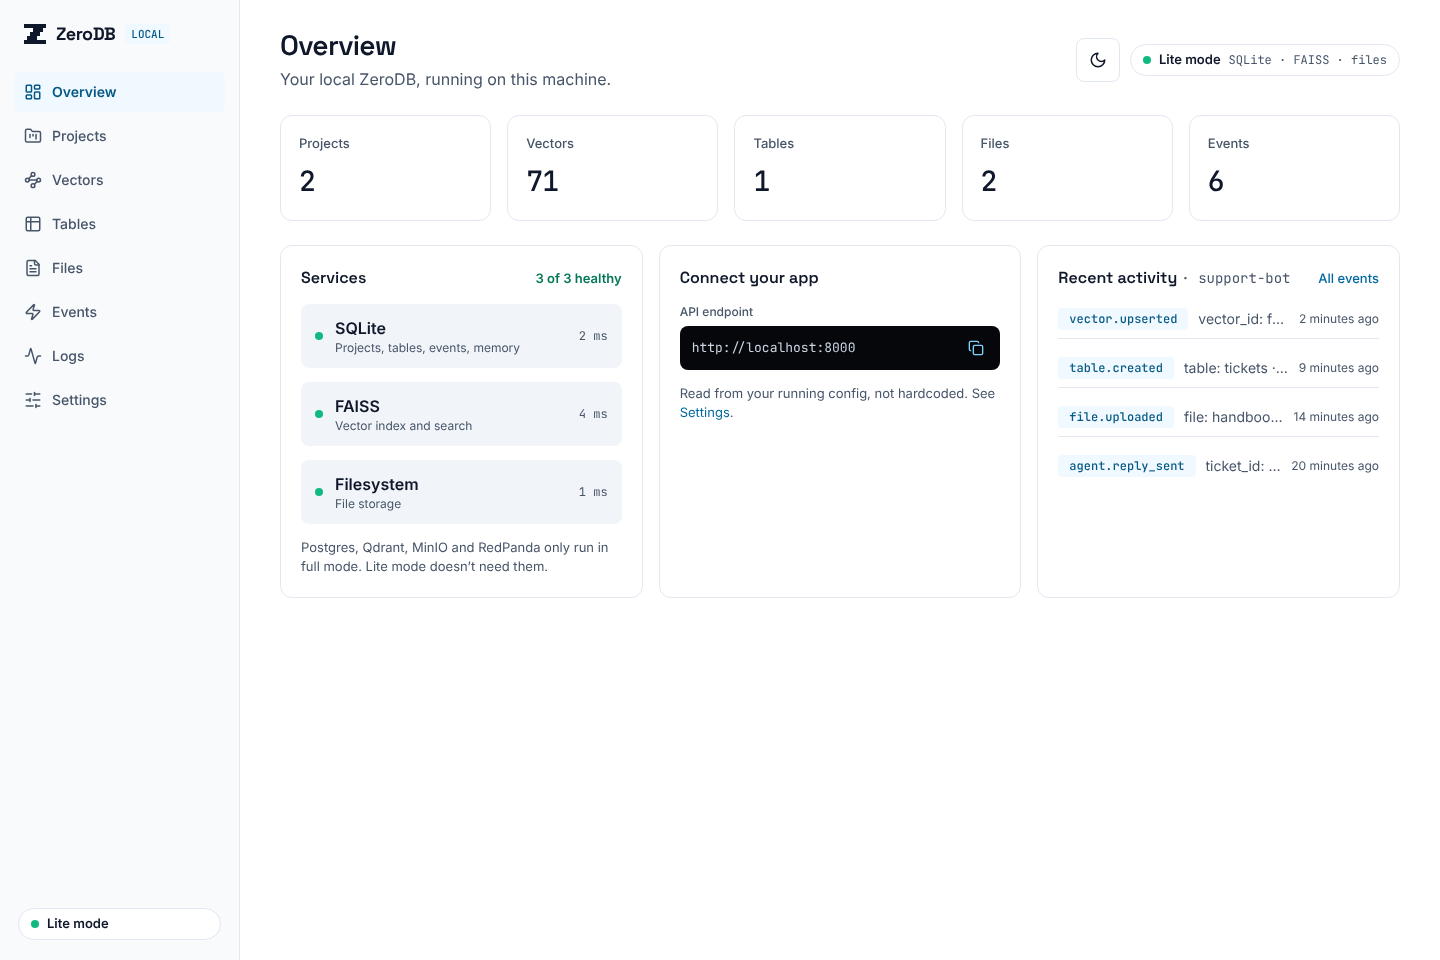 ZeroDB LOCAL
Overview
Projects
Vectors
Tables
Files
Events
Logs
Settings
Lite mode
Overview
Your local ZeroDB, running on this machine.
Lite mode SQLite · FAISS · files
Projects
2
Vectors
71
Tables
1
Files
2
Events
6
Services 3 of 3 healthy
SQLite
Projects, tables, events, memory
2 ms
FAISS
Vector index and search
4 ms
Filesystem
File storage
1 ms
Postgres, Qdrant, MinIO and RedPanda only run in
full mode. Lite mode doesn’t need them.
Connect your app
API endpoint
http://localhost:8000
Read from your running config, not hardcoded. See
Settings.
Recent activity · support-bot All events
vector.upserted vector_id: f… 2 minutes ago
table.created table: tickets ·… 9 minutes ago
file.uploaded file: handboo… 14 minutes ago
agent.reply_sent ticket_id: … 20 minutes ago